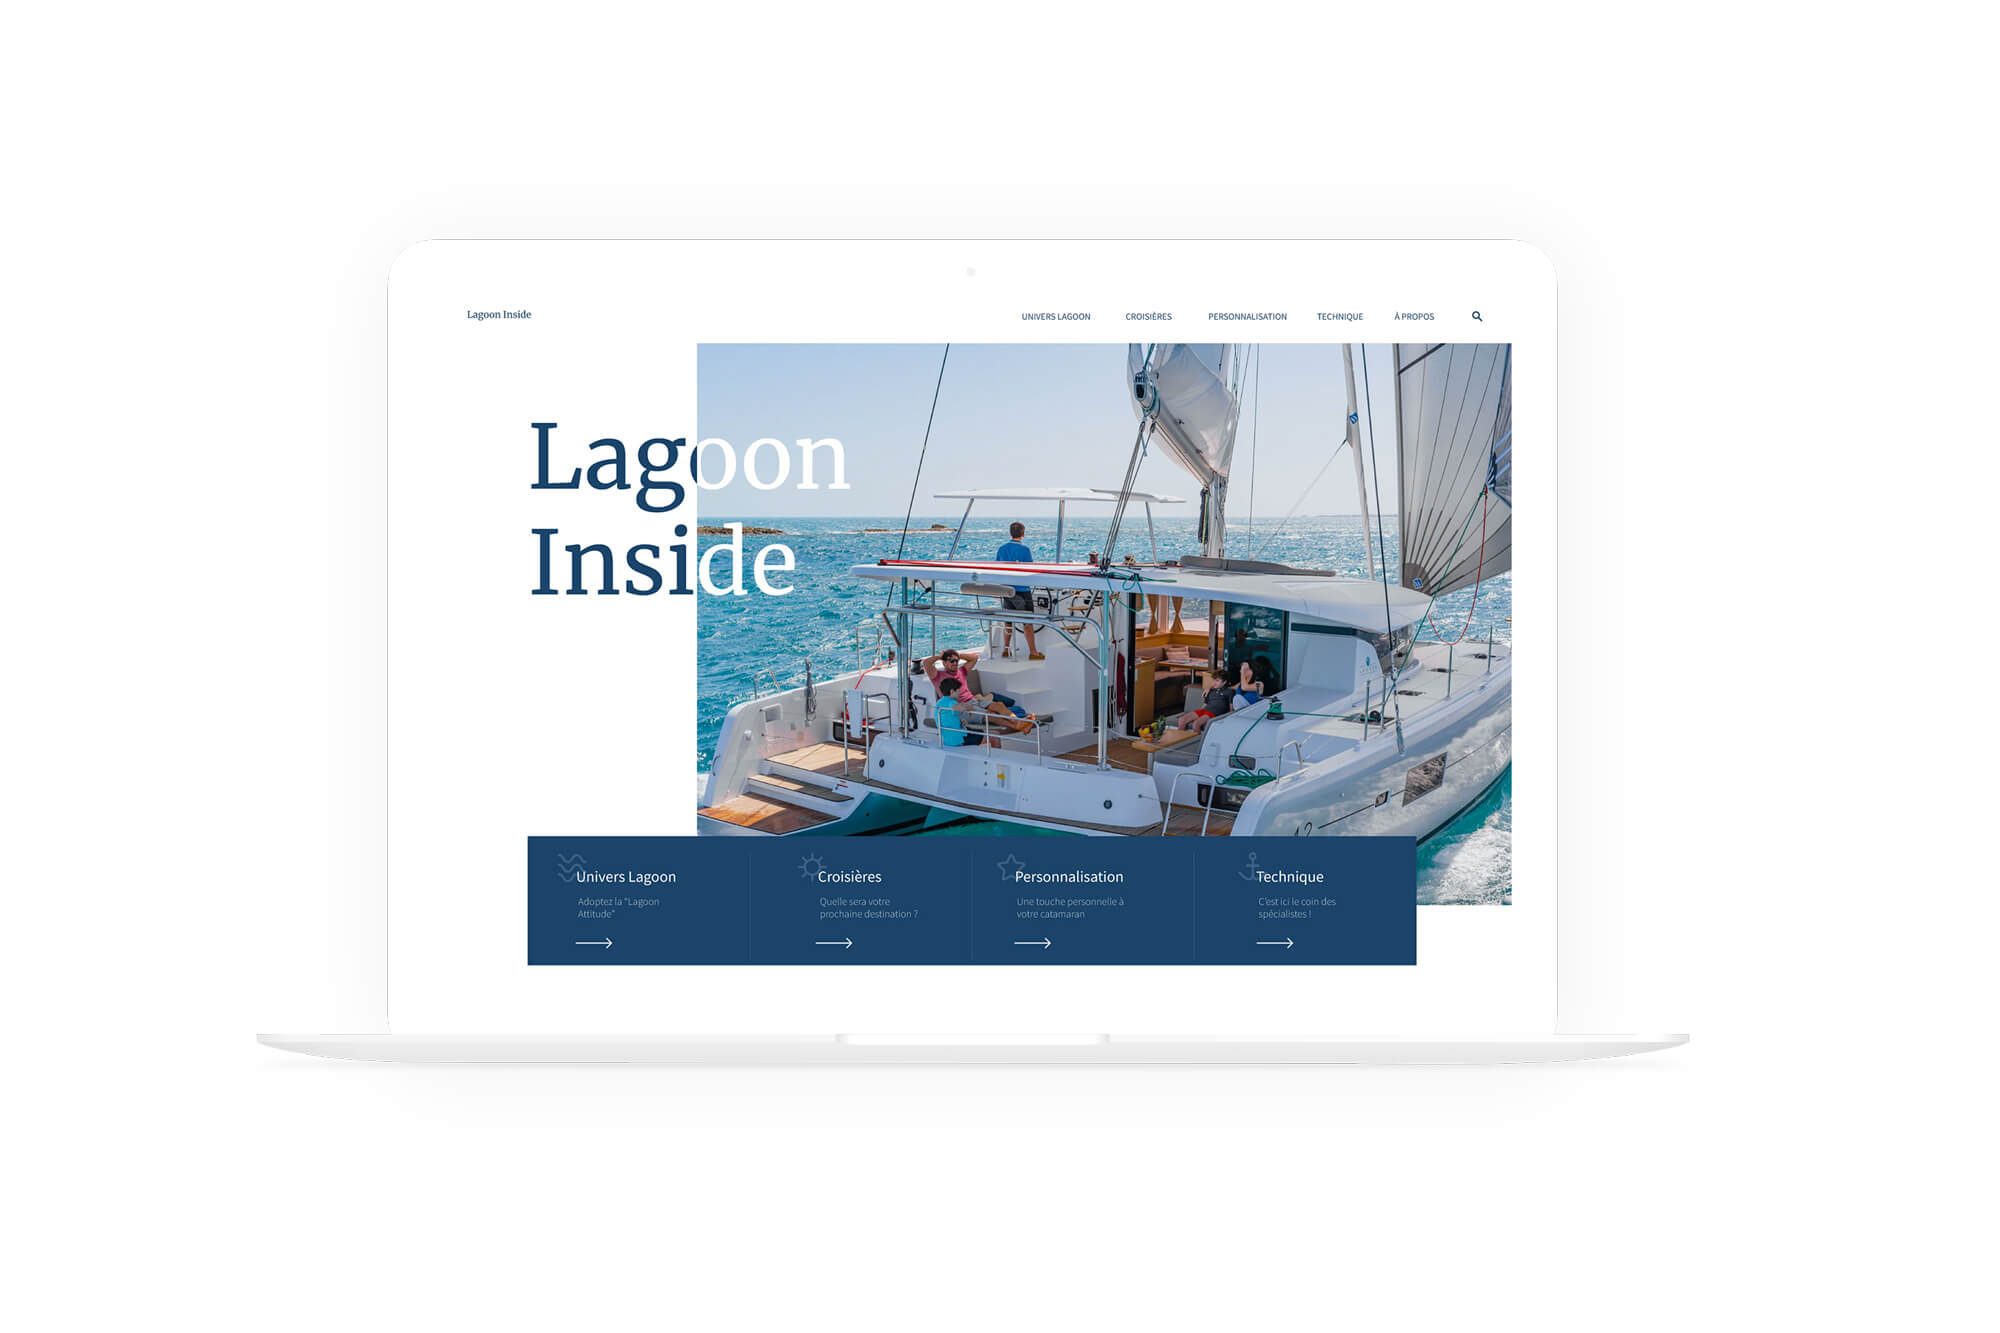 Lagoon Inside
UNIVERS LAGOON
CROISIÈRES
PERSONNALISATION
TECHNIQUE
À PROPOS
Lagoon
Inside
42
Univers Lagoon
Adoptez la "Lagoon
Attitude"
Croisières
Quelle sera votre
prochaine destination ?
Personnalisation
Une touche personnelle à
votre catamaran
Technique
C'est ici le coin des
spécialistes !